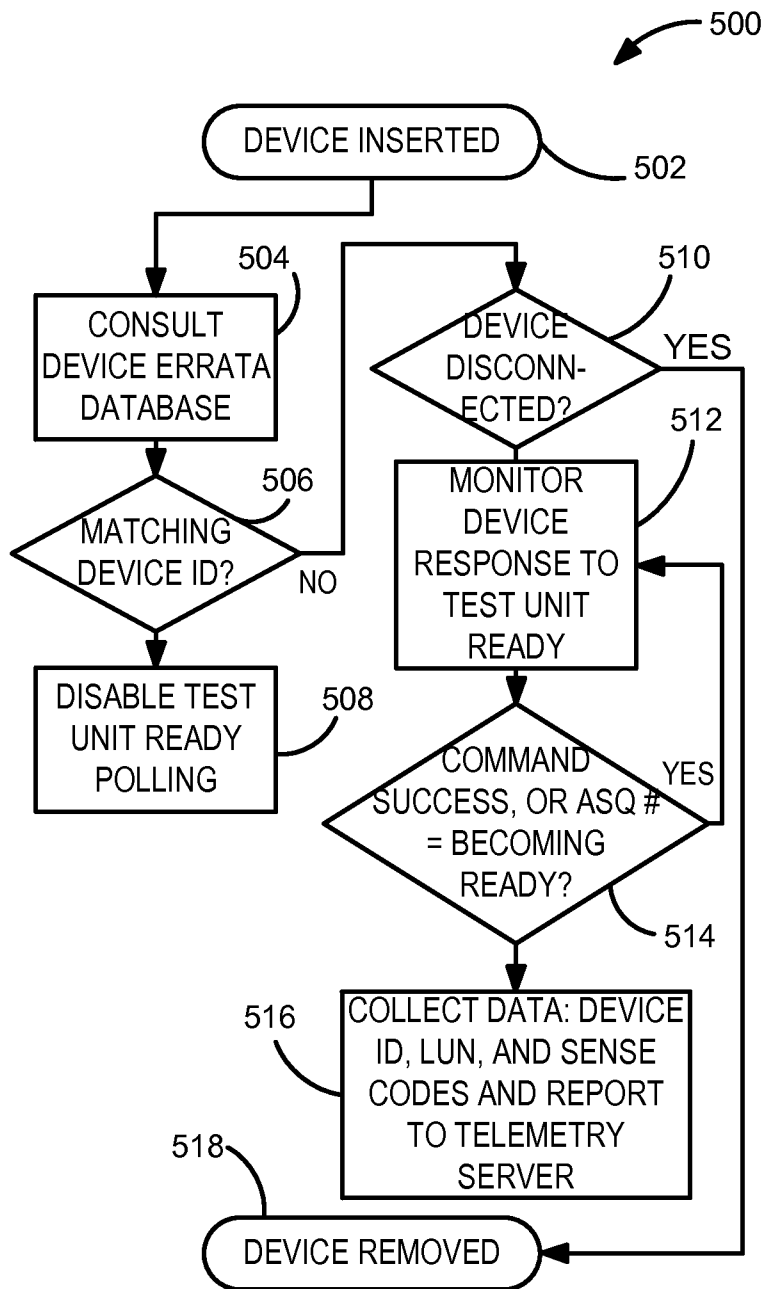 500
DEVICE INSERTED
502
504
CONSULT
DEVICE ERRATA
DATABASE
506
MATCHING
DEVICE ID?
NO
DISABLE TEST
UNIT READY
POLLING
508
510
DEVICE
DISCONN-
ECTED?
YES
512
MONITOR
DEVICE
RESPONSE TO
TEST UNIT
READY
COMMAND
SUCCESS, OR ASQ #
= BECOMING
READY?
YES
514
516
COLLECT DATA: DEVICE
ID, LUN, AND SENSE
CODES AND REPORT
TO TELEMETRY
SERVER
518
DEVICE REMOVED